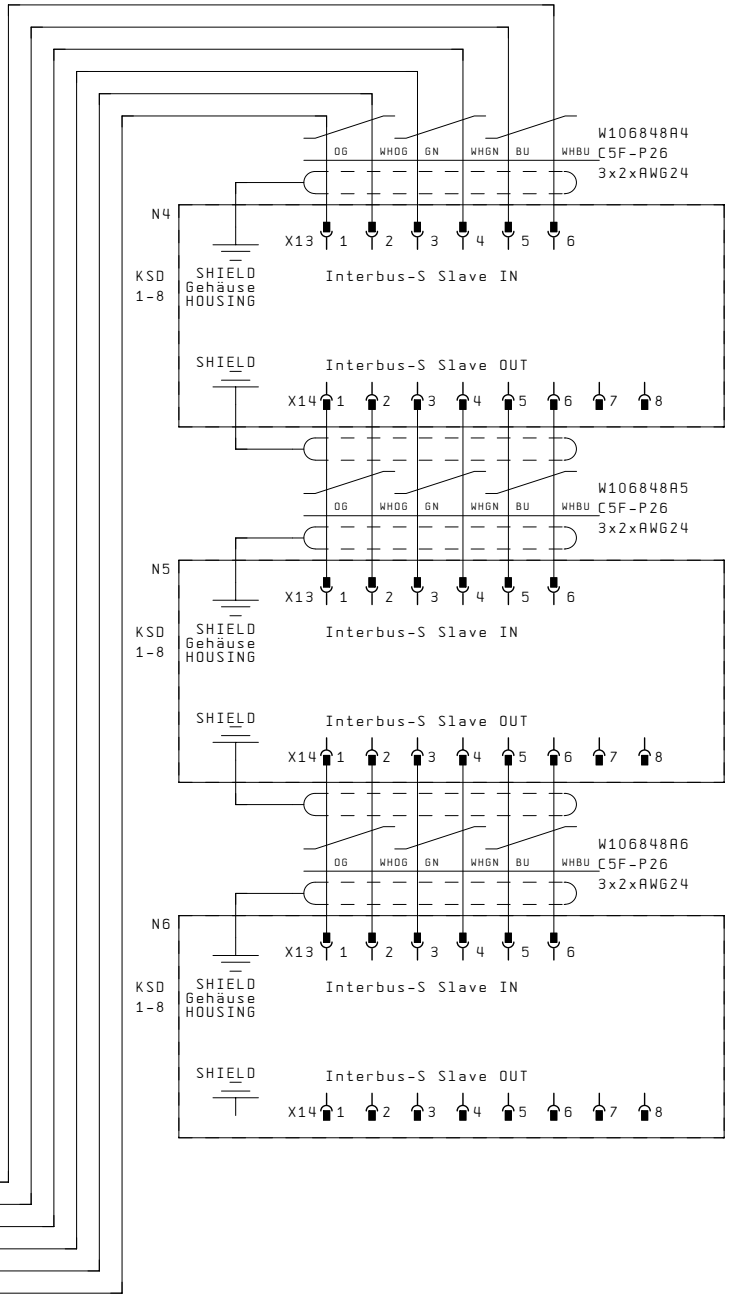 W106848A4
OG WHOG GN WHGN BU WHBU C5F-P26
3x2xAWG24
N4
X13 1 2 3 4 5 6
KSD SHIELD Interbus-S Slave IN
1-8 Gehäuse
HOUSING
SHIELD Interbus-S Slave OUT
X14 1 2 3 4 5 6 7 8
W106848A5
OG WHOG GN WHGN BU WHBU C5F-P26
3x2xAWG24
N5
X13 1 2 3 4 5 6
KSD SHIELD Interbus-S Slave IN
1-8 Gehäuse
HOUSING
SHIELD Interbus-S Slave OUT
X14 1 2 3 4 5 6 7 8
W106848A6
OG WHOG GN WHGN BU WHBU C5F-P26
3x2xAWG24
N6
X13 1 2 3 4 5 6
KSD SHIELD Interbus-S Slave IN
1-8 Gehäuse
HOUSING
SHIELD Interbus-S Slave OUT
X14 1 2 3 4 5 6 7 8